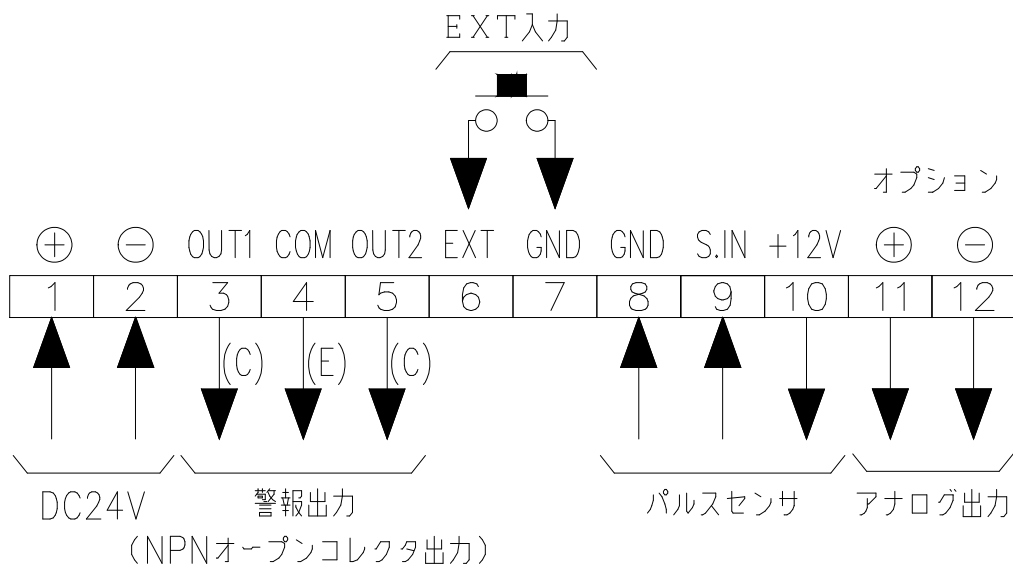 EXT入力
オプション
⊕ ⊖ OUT1 COM OUT2 EXT GND GND S.IN +12V ⊕ ⊖
1 2 3 4 5 6 7 8 9 10 11 12
(C) (E) (C)
DC24V 警報出力 パルスセンサ アナログ出力
(NPNオープンコレクタ出力)